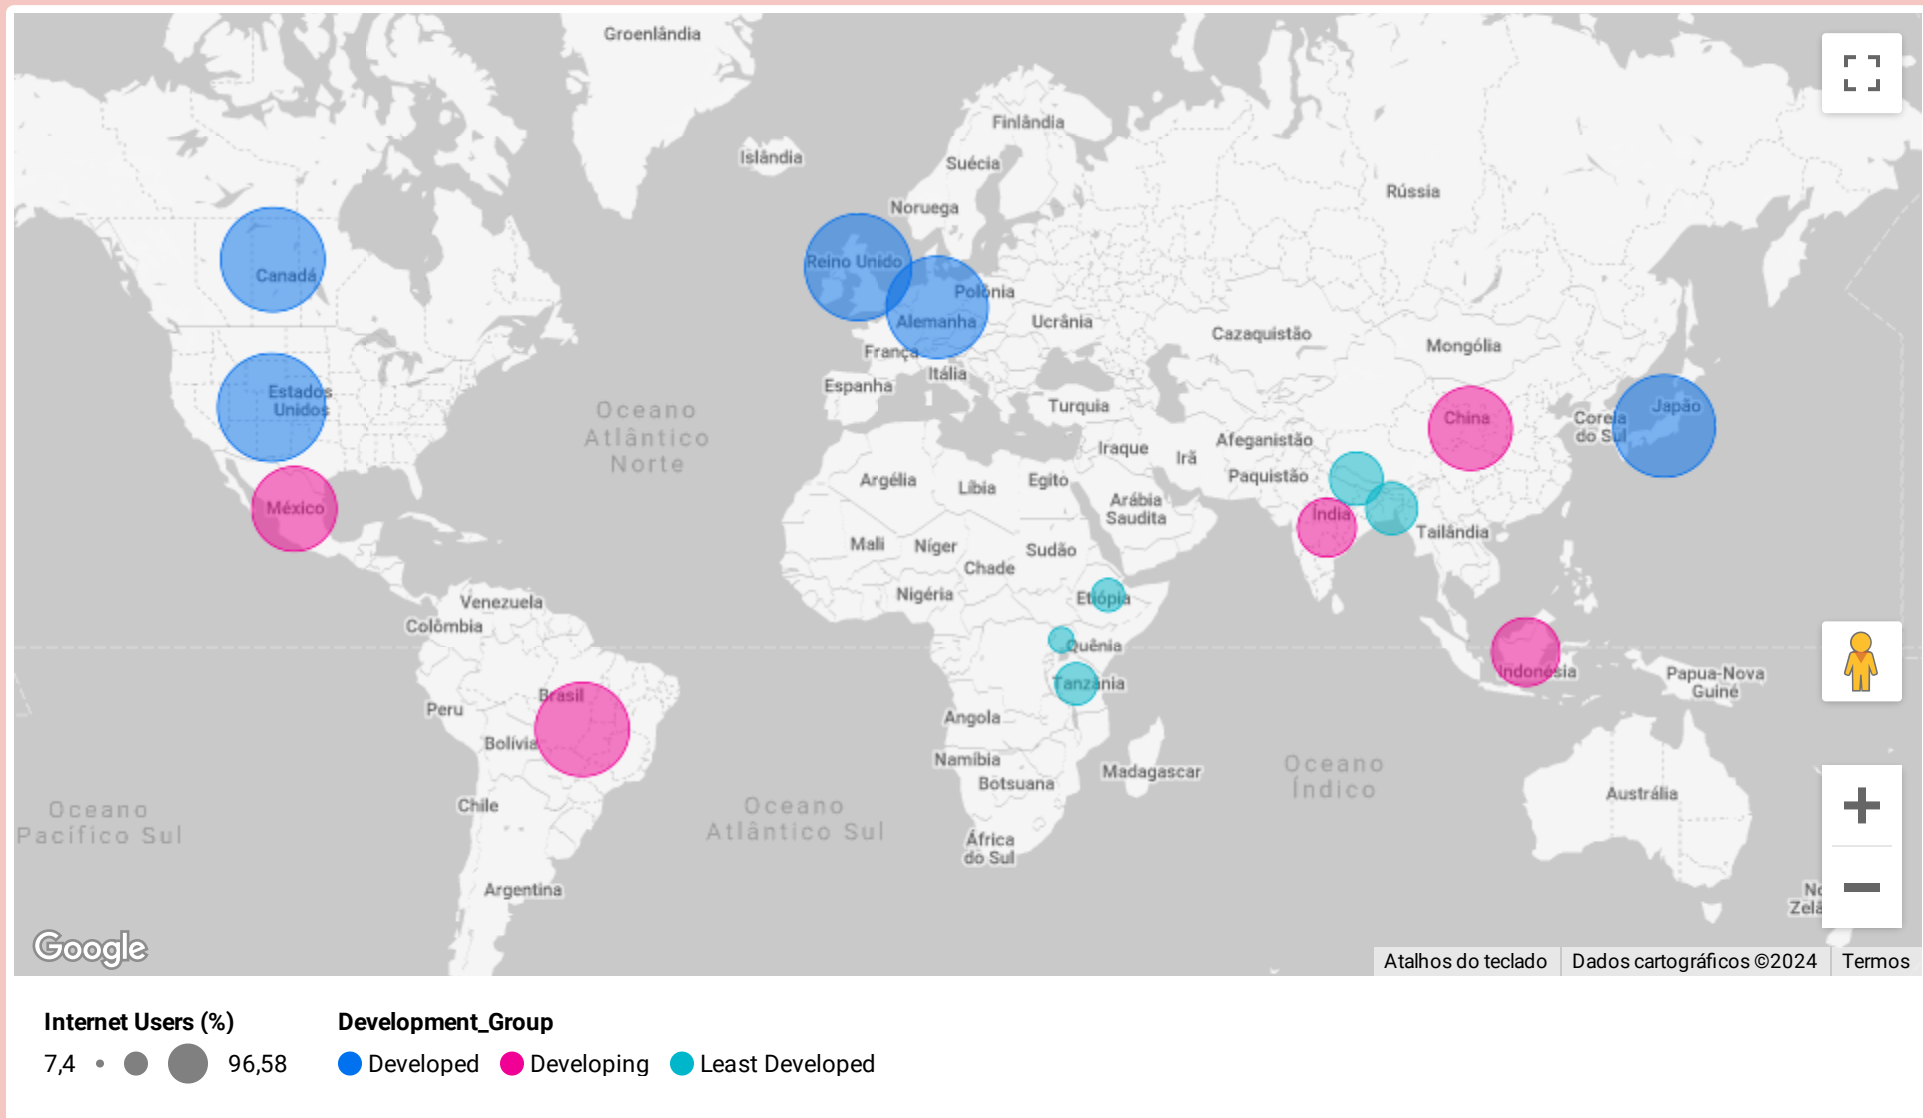 Groenlândia
Finlândia
Islândia
Suécia
Rússia
Noruega
Reino Unido
Canadá
Polônia
Alemanha
Ucrânia
Cazaquistão
Mongólia
França
Itália
Espanha
Estados
Unidos
Turquia
China
Japão
Coreia
do Sul
Oceano
Atlântico
Norte
Afeganistão
Iraque
Irã
Paquistão
Argélia
Líbia
Egito
Arábia
Saudita
México
Índia
Tailândia
Mali
Níger
Sudão
Chade
Nigéria
Etiópia
Venezuela
Colômbia
Quênia
Tanzânia
Indonésia
Papua-Nova
Guiné
Brasil
Peru
Angola
Bolívia
Namíbia
Botsuana
Madagascar
Oceano
Índico
Austrália
Chile
Oceano
Pacífico Sul
Oceano
Atlântico Sul
África
do Sul
Argentina
Google
Atalhos do teclado
Dados cartográficos ©2024
Termos
Internet Users (%)
7,4 96,58
Development_Group
Developed Developing Least Developed